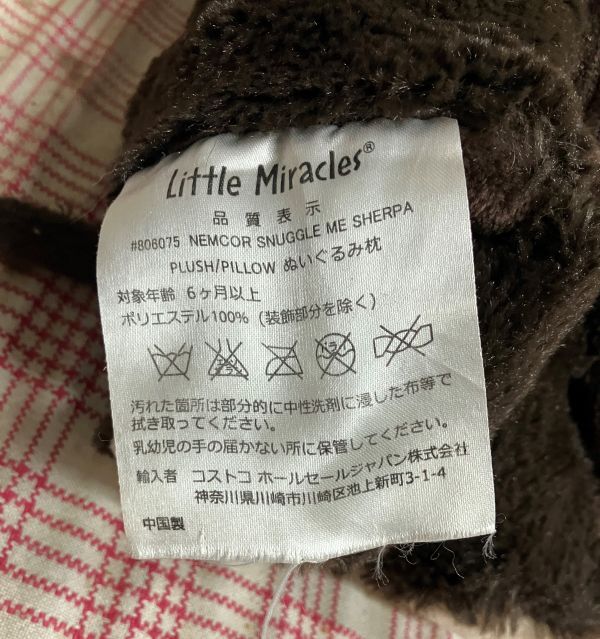 Little Miracles®
品質表示
#806075 NEMCOR SNUGGLE ME SHERPA
PLUSH/PILLOW ぬいぐるみ枕
対象年齢 6ヶ月以上
ポリエステル100% (装飾部分を除く)
汚れた箇所は部分的に中性洗剤に浸した布等で
拭き取ってください。
乳幼児の手の届かない所に保管してください。
輸入者 コストコ ホールセールジャパン株式会社
神奈川県川崎市川崎区池上新町3-1-4
中国製